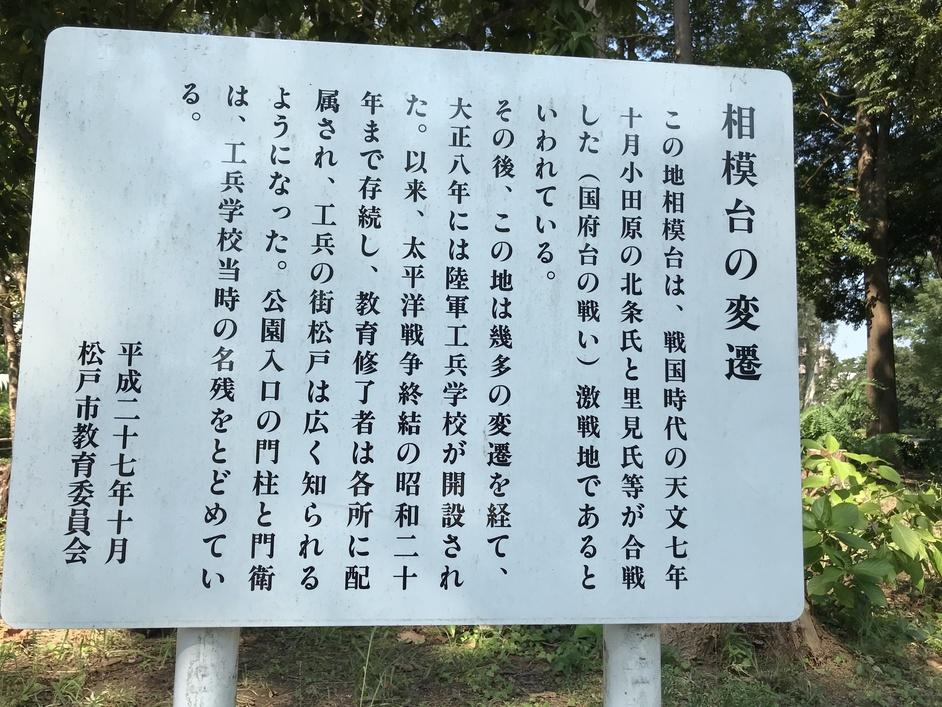 相模台の変遷
この地相模台は、戦国時代の天文七年
十月小田原の北条氏と里見氏等が合戦
した（国府台の戦い）激戦地であると
いわれている。
その後、この地は幾多の変遷を経て、
大正八年には陸軍工兵学校が開設され
た。以来、太平洋戦争終結の昭和二十
年まで存続し、教育修了者は各所に配
属され、工兵の街松戸は広く知られる
ようになった。公園入口の門柱と門衛
は、工兵学校当時の名残をとどめてい
る。
平成二十七年十月
松戸市教育委員会